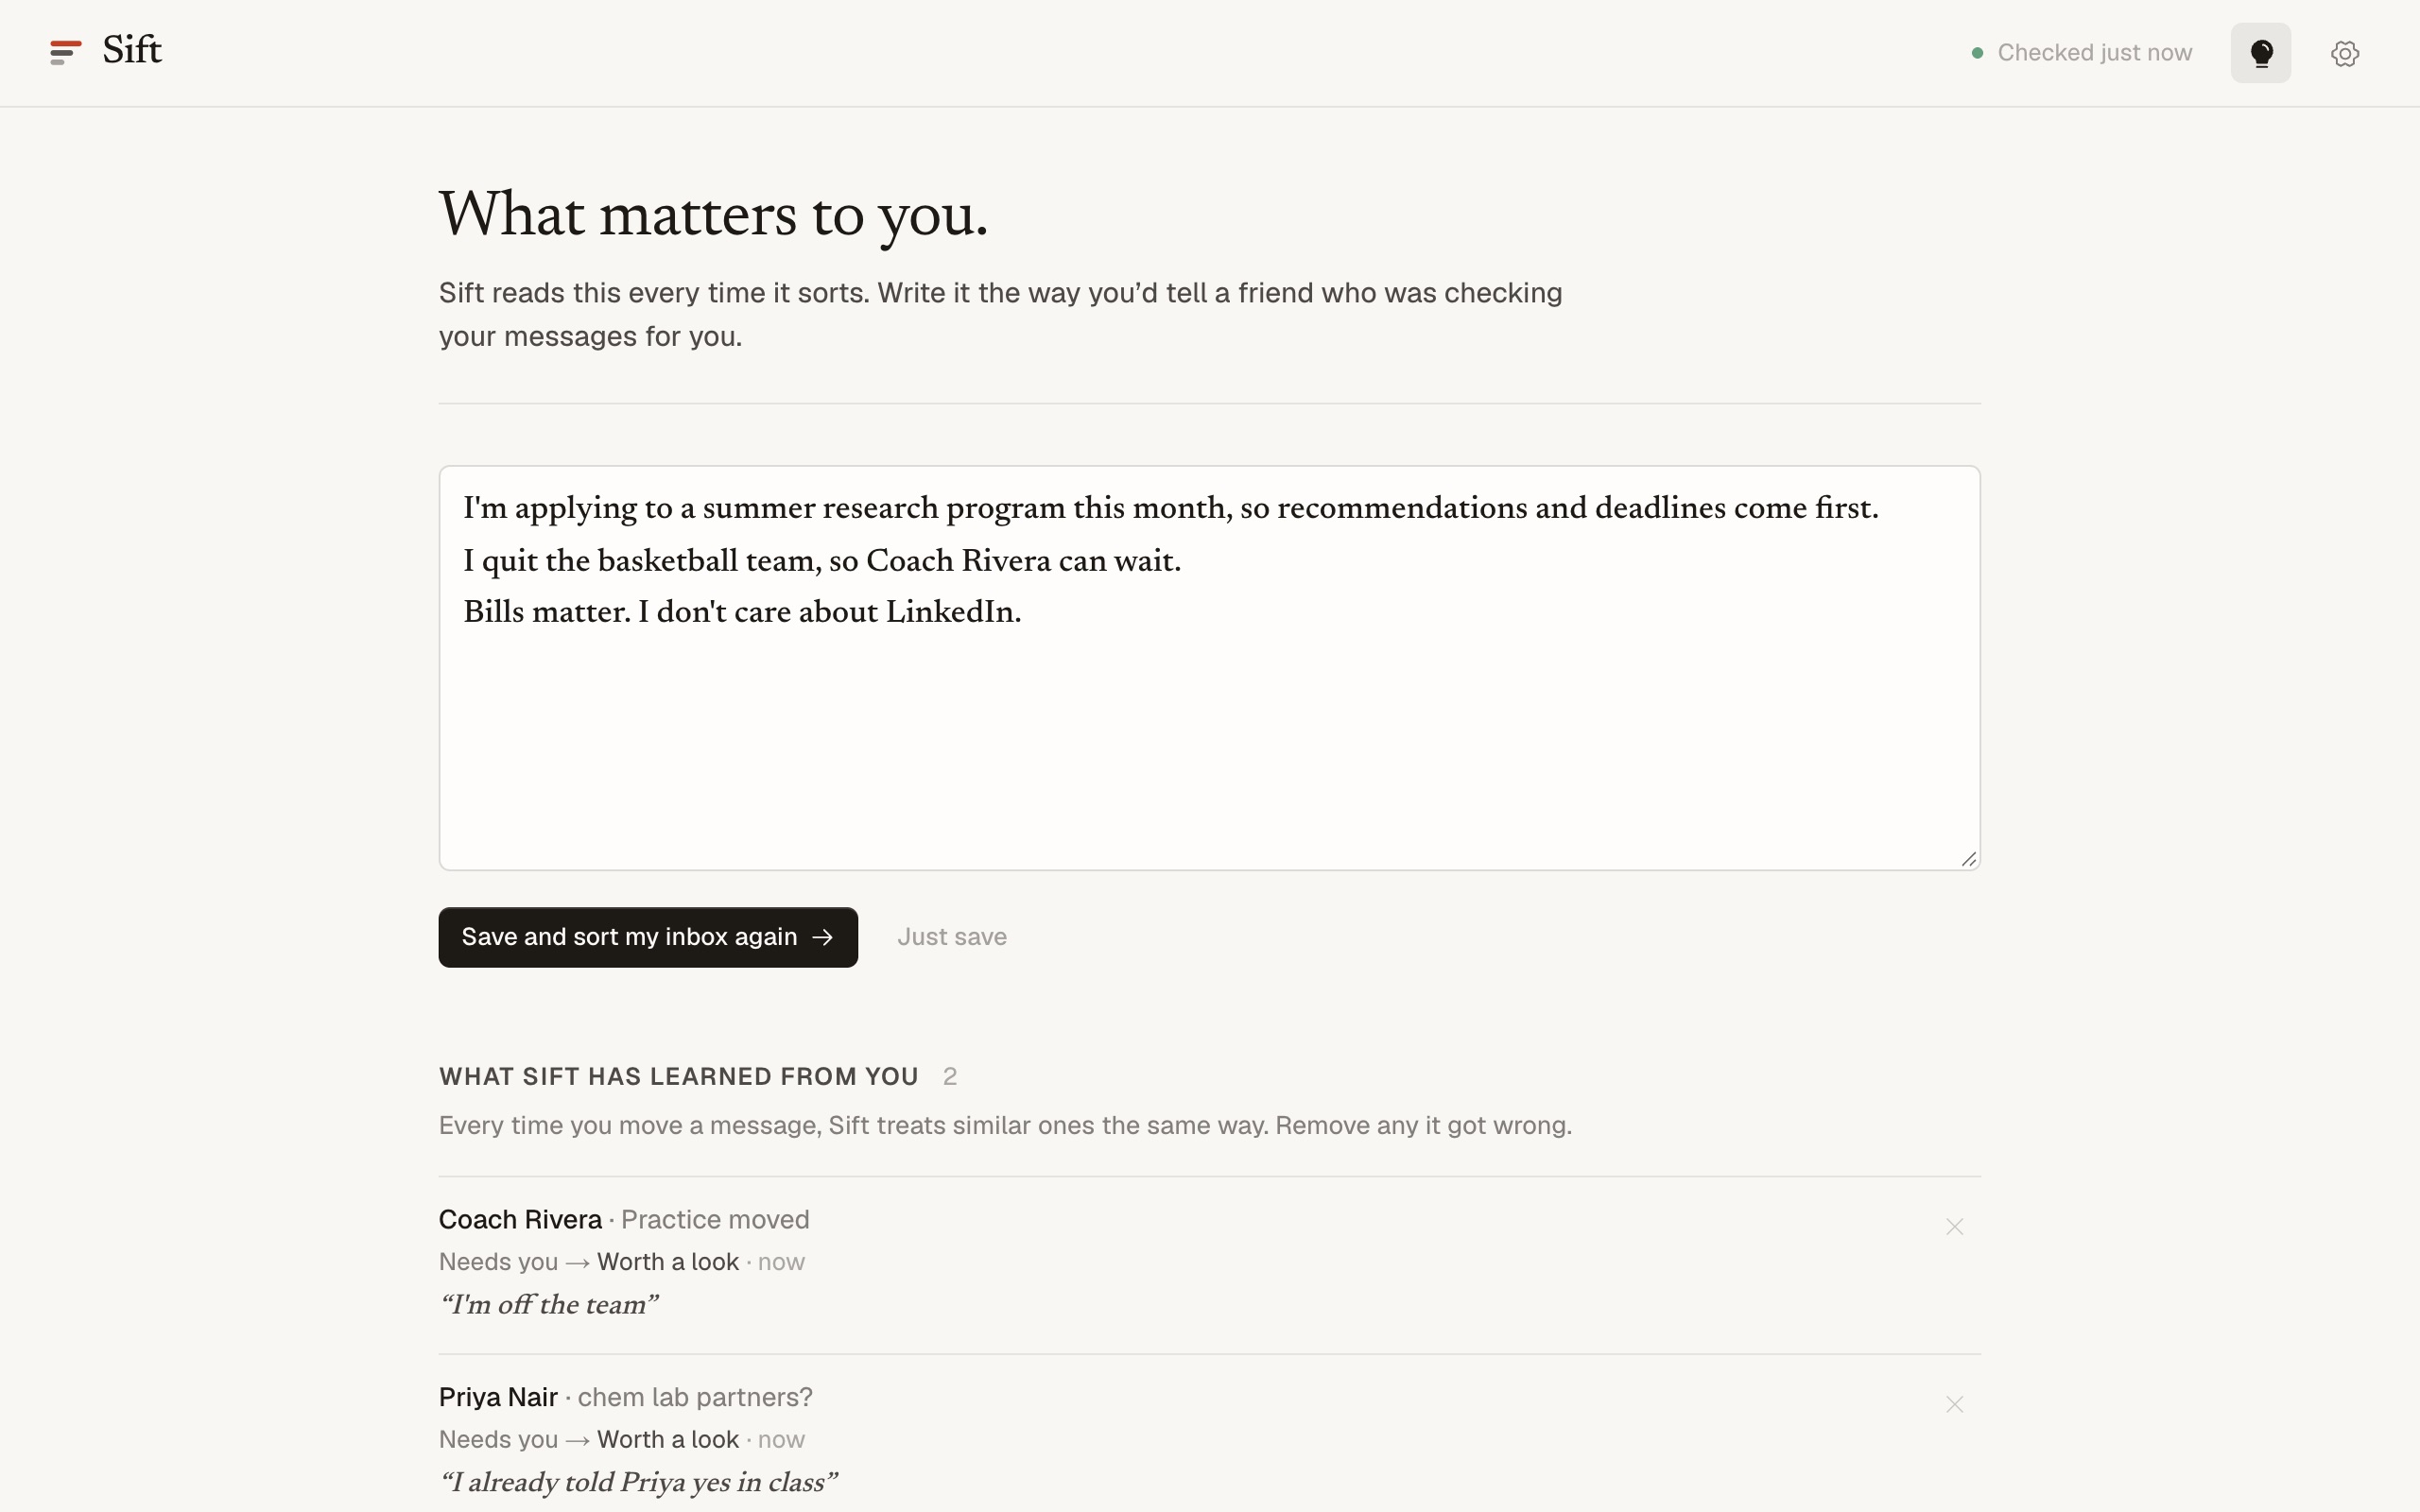 Sift
Checked just now
What matters to you.
Sift reads this every time it sorts. Write it the way you’d tell a friend who was checking
your messages for you.
I'm applying to a summer research program this month, so recommendations and deadlines come first.
I quit the basketball team, so Coach Rivera can wait.
Bills matter. I don't care about LinkedIn.
Save and sort my inbox again →
Just save
WHAT SIFT HAS LEARNED FROM YOU 2
Every time you move a message, Sift treats similar ones the same way. Remove any it got wrong.
Coach Rivera · Practice moved
Needs you → Worth a look · now
“I'm off the team”
Priya Nair · chem lab partners?
Needs you → Worth a look · now
“I already told Priya yes in class”